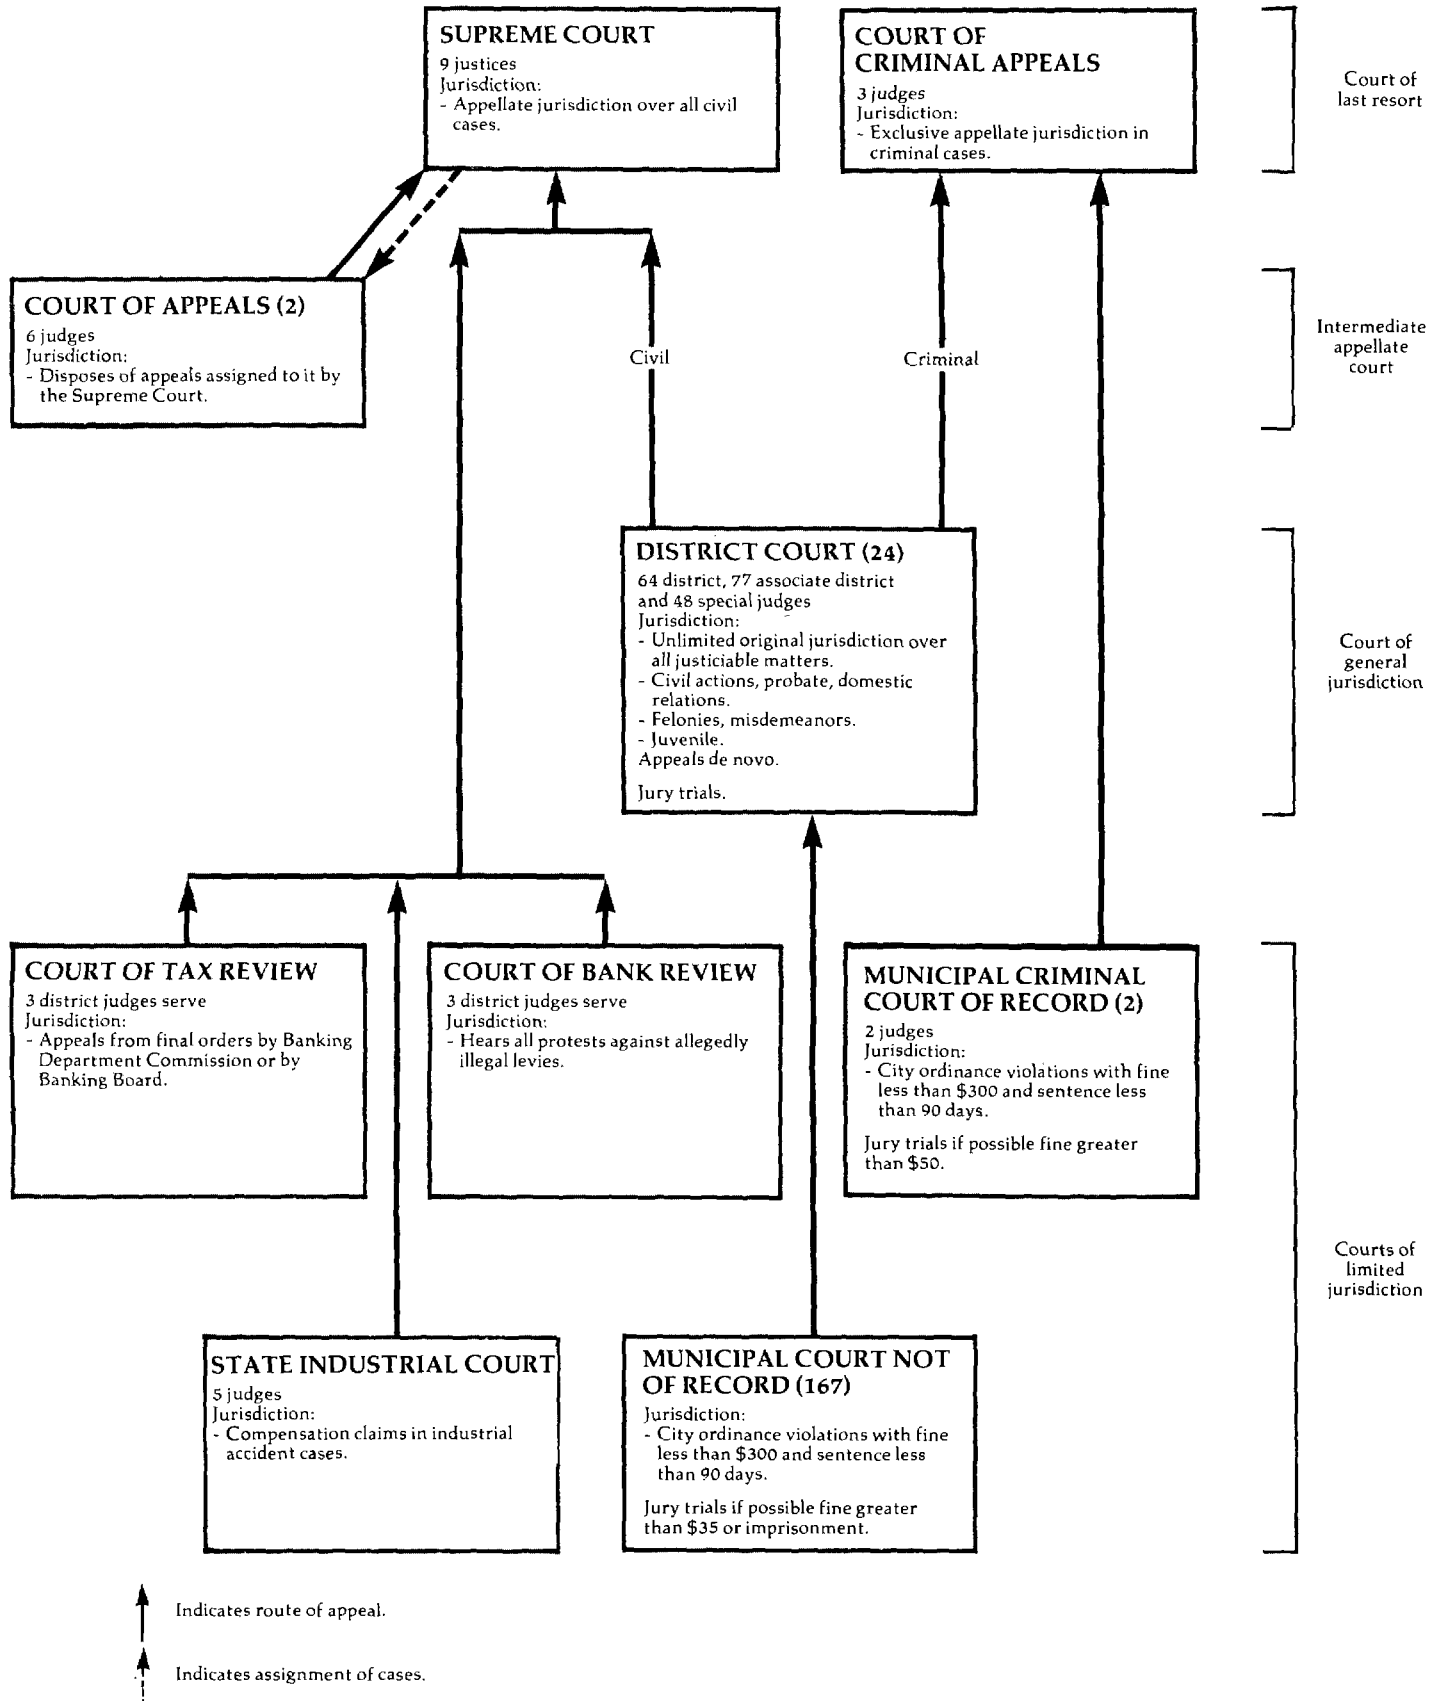 SUPREME COURT
9 justices
Jurisdiction:
- Appellate jurisdiction over all civil
cases.
COURT OF
CRIMINAL APPEALS
3 judges
Jurisdiction:
- Exclusive appellate jurisdiction in
criminal cases.
Court of
last resort
COURT OF APPEALS (2)
6 judges
Jurisdiction:
- Disposes of appeals assigned to it by
the Supreme Court.
Civil
Criminal
Intermediate
appellate
court
DISTRICT COURT (24)
64 district, 77 associate district
and 48 special judges
Jurisdiction:
- Unlimited original jurisdiction over
all justiciable matters.
- Civil actions, probate, domestic
relations.
- Felonies, misdemeanors.
- Juvenile.
Appeals de novo.
Jury trials.
Court of
general
jurisdiction
COURT OF TAX REVIEW
3 district judges serve
Jurisdiction:
- Appeals from final orders by Banking
Department Commission or by
Banking Board.
COURT OF BANK REVIEW
3 district judges serve
Jurisdiction:
- Hears all protests against allegedly
illegal levies.
MUNICIPAL CRIMINAL
COURT OF RECORD (2)
2 judges
Jurisdiction:
- City ordinance violations with fine
less than $300 and sentence less
than 90 days.
Jury trials if possible fine greater
than $50.
Courts of
limited
jurisdiction
STATE INDUSTRIAL COURT
5 judges
Jurisdiction:
- Compensation claims in industrial
accident cases.
MUNICIPAL COURT NOT
OF RECORD (167)
Jurisdiction:
- City ordinance violations with fine
less than $300 and sentence less
than 90 days.
Jury trials if possible fine greater
than $35 or imprisonment.
Indicates route of appeal.
Indicates assignment of cases.